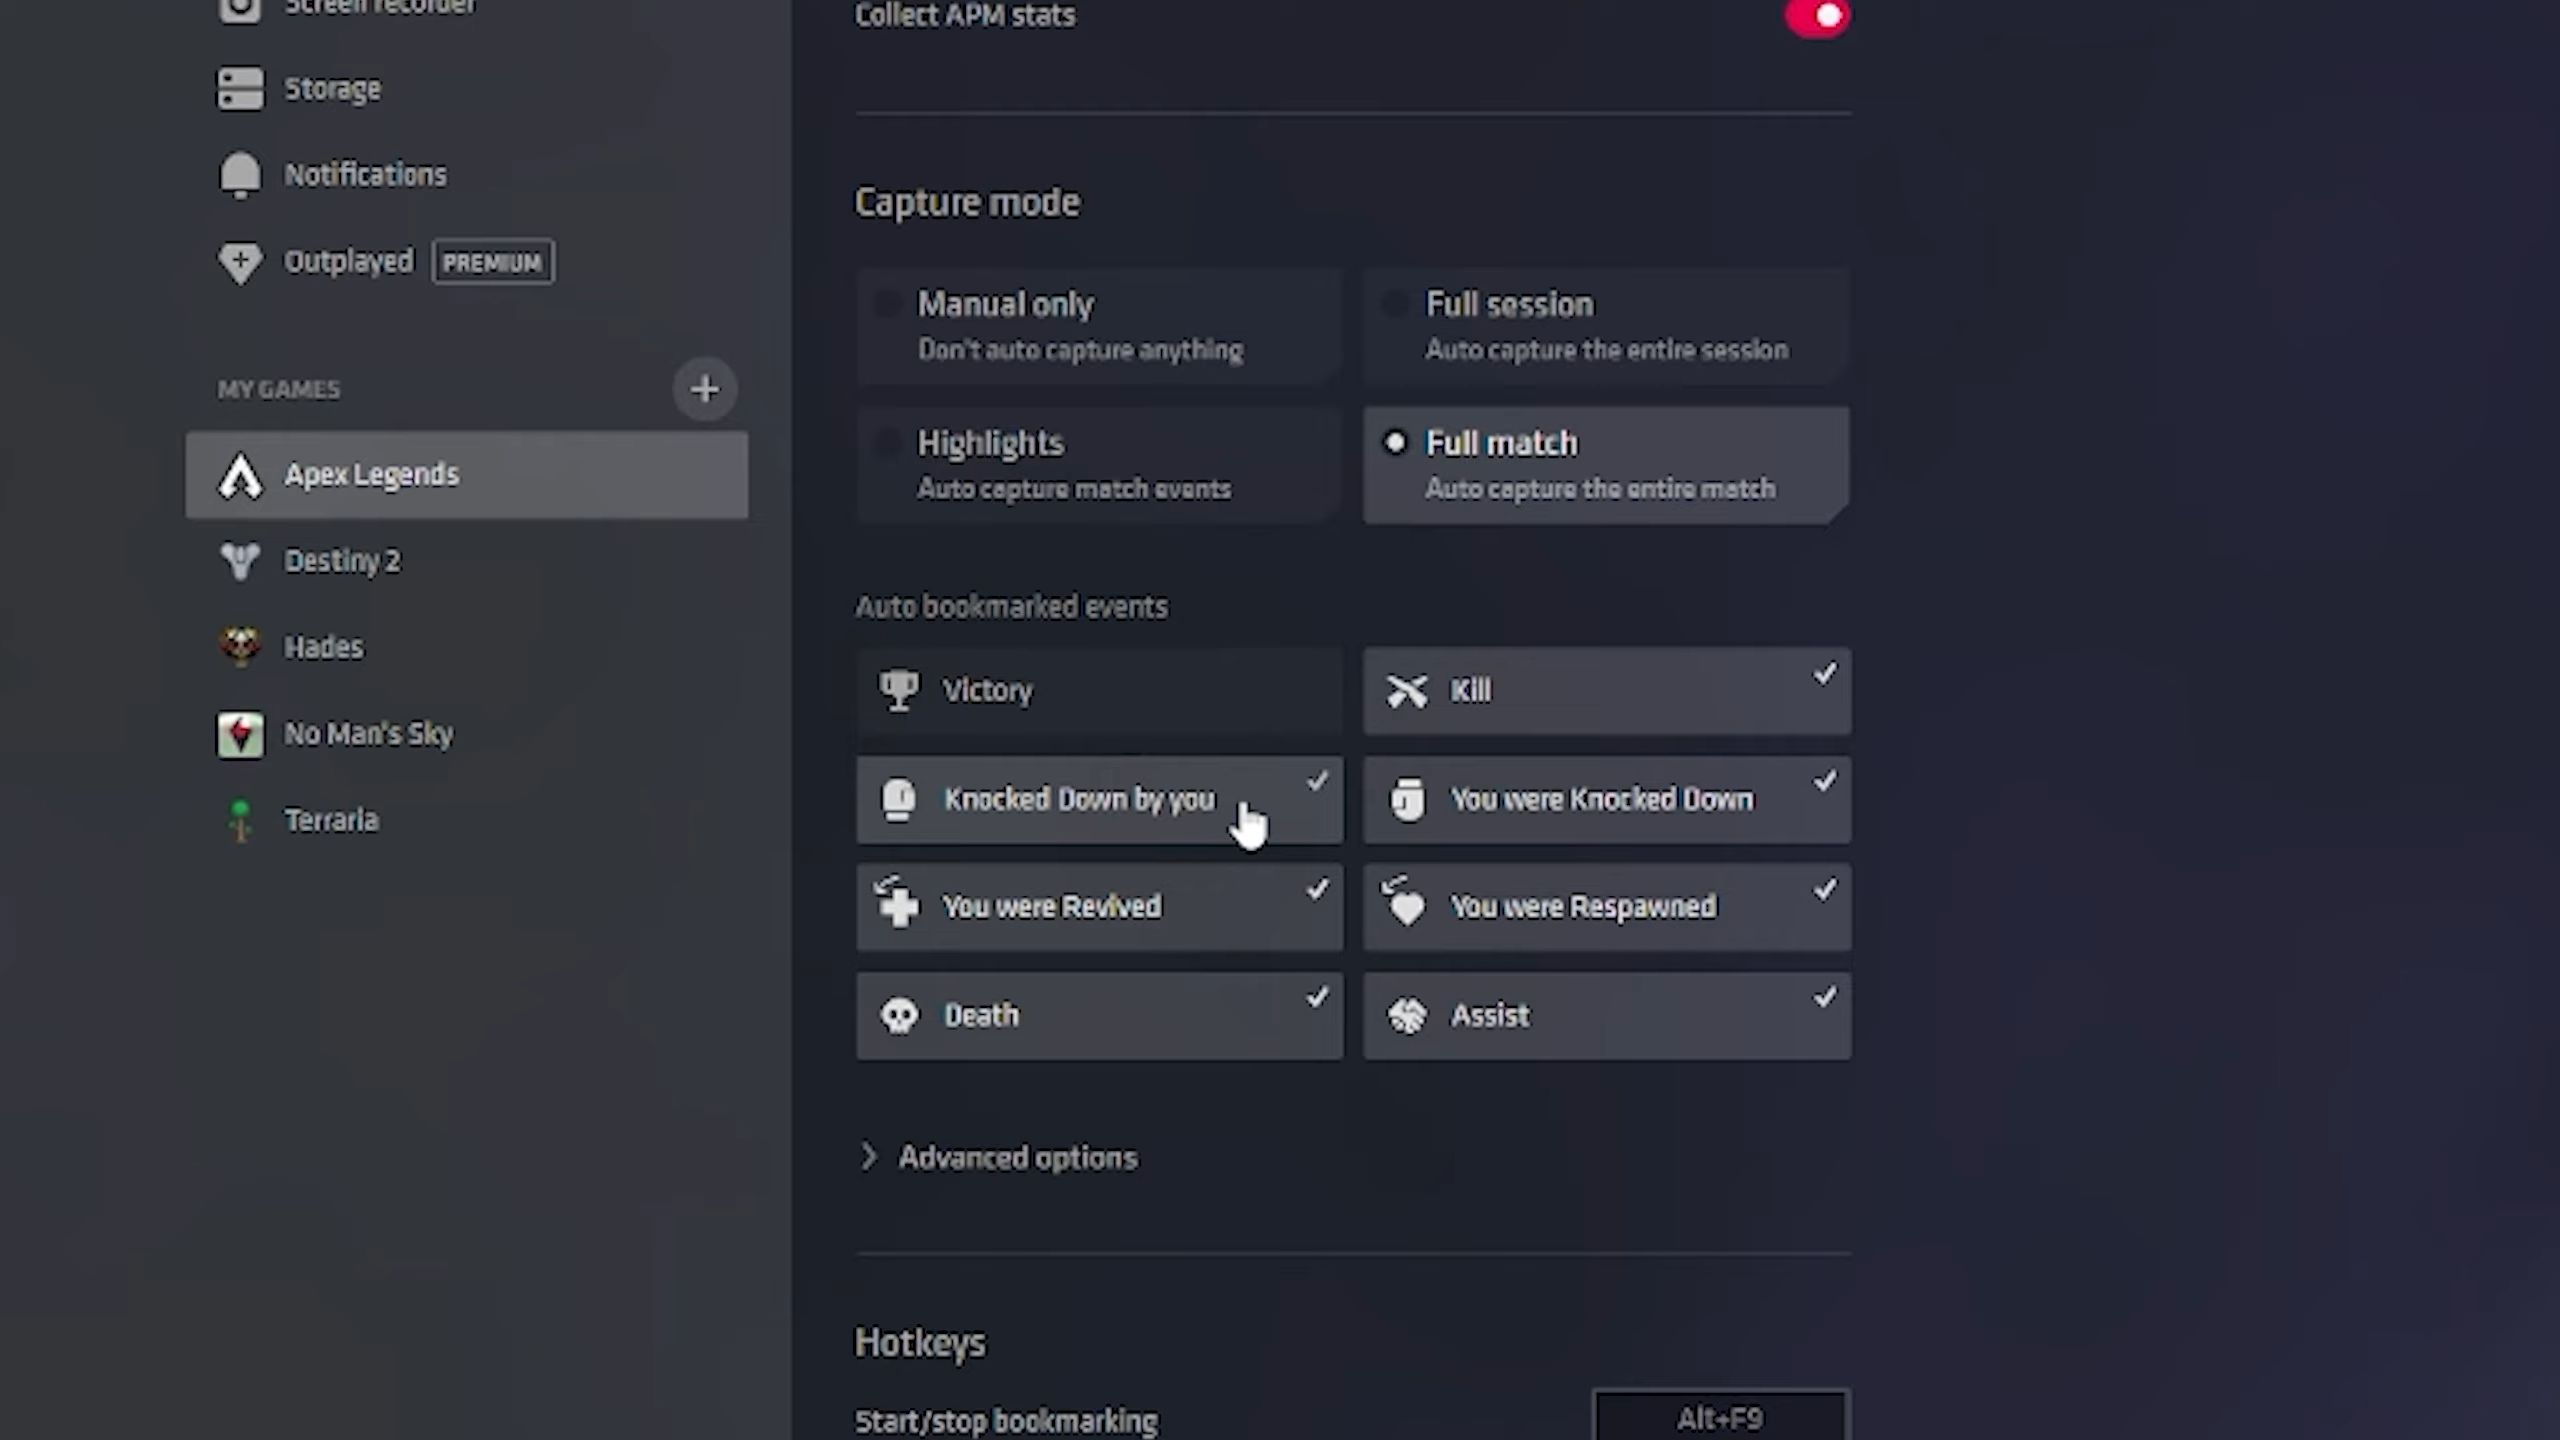 Screen recorder
Storage
Notifications
Outplayed PREMIUM
MY GAMES
Apex Legends
Destiny 2
Hades
No Man's Sky
Terraria
Collect APM stats
Capture mode
Manual only
Don't auto capture anything
Full session
Auto capture the entire session
Highlights
Auto capture match events
Full match
Auto capture the entire match
Auto bookmarked events
Victory
Kill
Knocked Down by you
You were Knocked Down
You were Revived
You were Respawned
Death
Assist
Advanced options
Hotkeys
Start/stop bookmarking
Alt+F9